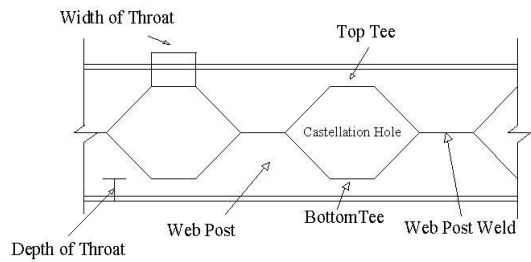 Width of Throat
Top Tee
Castellation Hole
Web Post
BottomTee
Web Post Weld
Depth of Throat